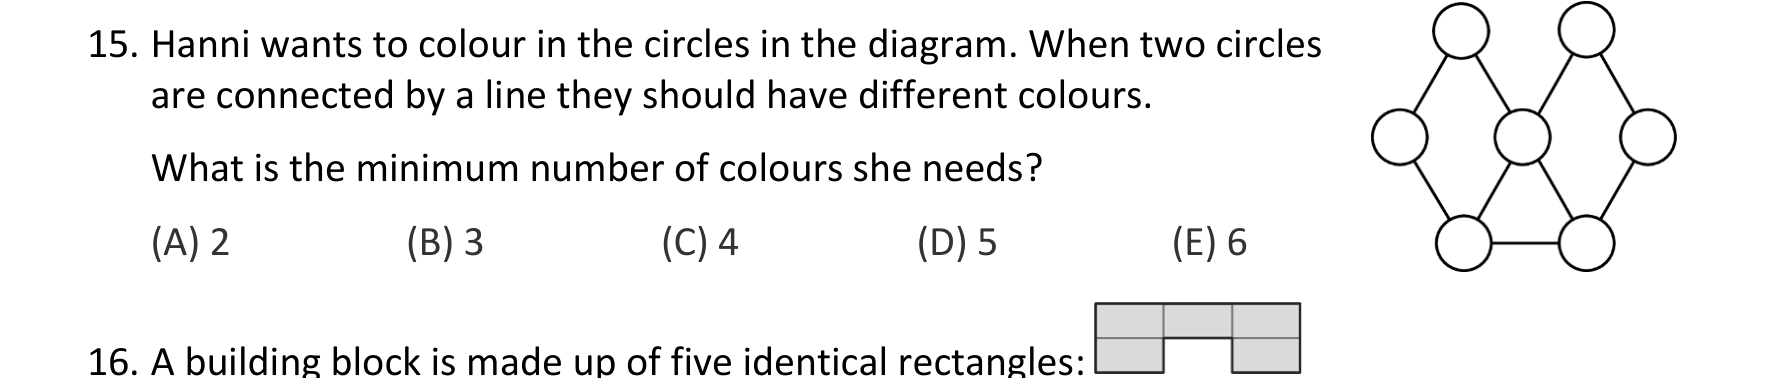 15. Hanni wants to colour in the circles in the diagram. When two circles
are connected by a line they should have different colours.
What is the minimum number of colours she needs?
(A) 2 (B) 3 (C) 4 (D) 5 (E) 6
16. A building block is made up of five identical rectangles: